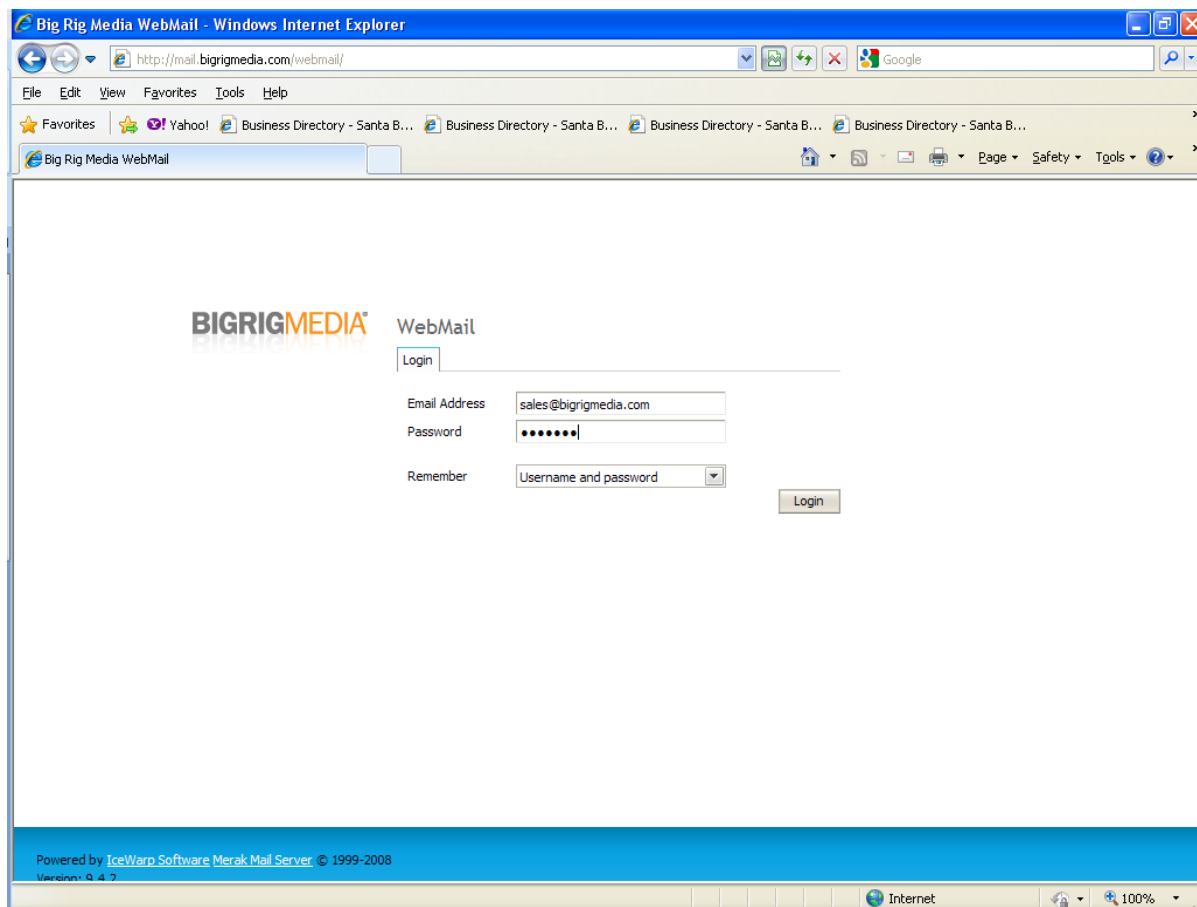 Big Rig Media WebMail - Windows Internet Explorer
http://mail.bigrigmedia.com/webmail/
Google
File Edit View Favorites Tools Help
Favorites Yahoo! Business Directory - Santa B... Business Directory - Santa B... Business Directory - Santa B... Business Directory - Santa B...
Big Rig Media WebMail
Page Safety Tools
BIGRIGMEDIA®
WebMail
Login
Email Address sales@bigrigmedia.com
Password •••••••
Remember Username and password
Login
Powered by IceWarp Software Merak Mail Server © 1999-2008
Version: 9.4.2
Internet 100%